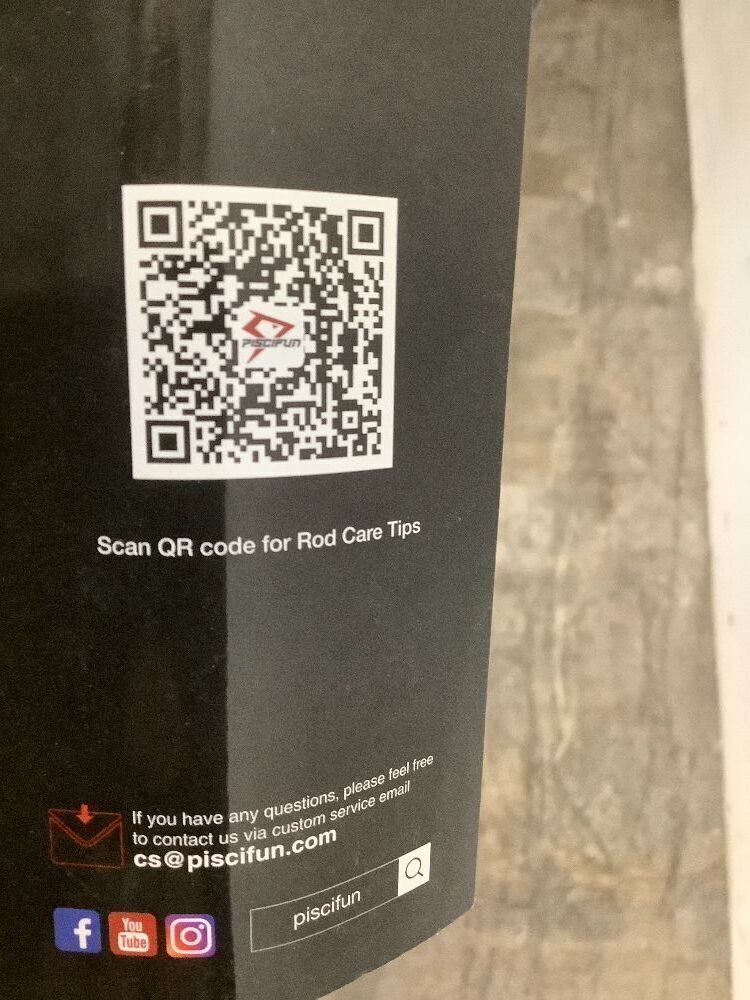 PISCIFUN
Scan QR code for Rod Care Tips
If you have any questions, please feel free
to contact us via custom service email
cs@piscifun.com
You
Tube
piscifun